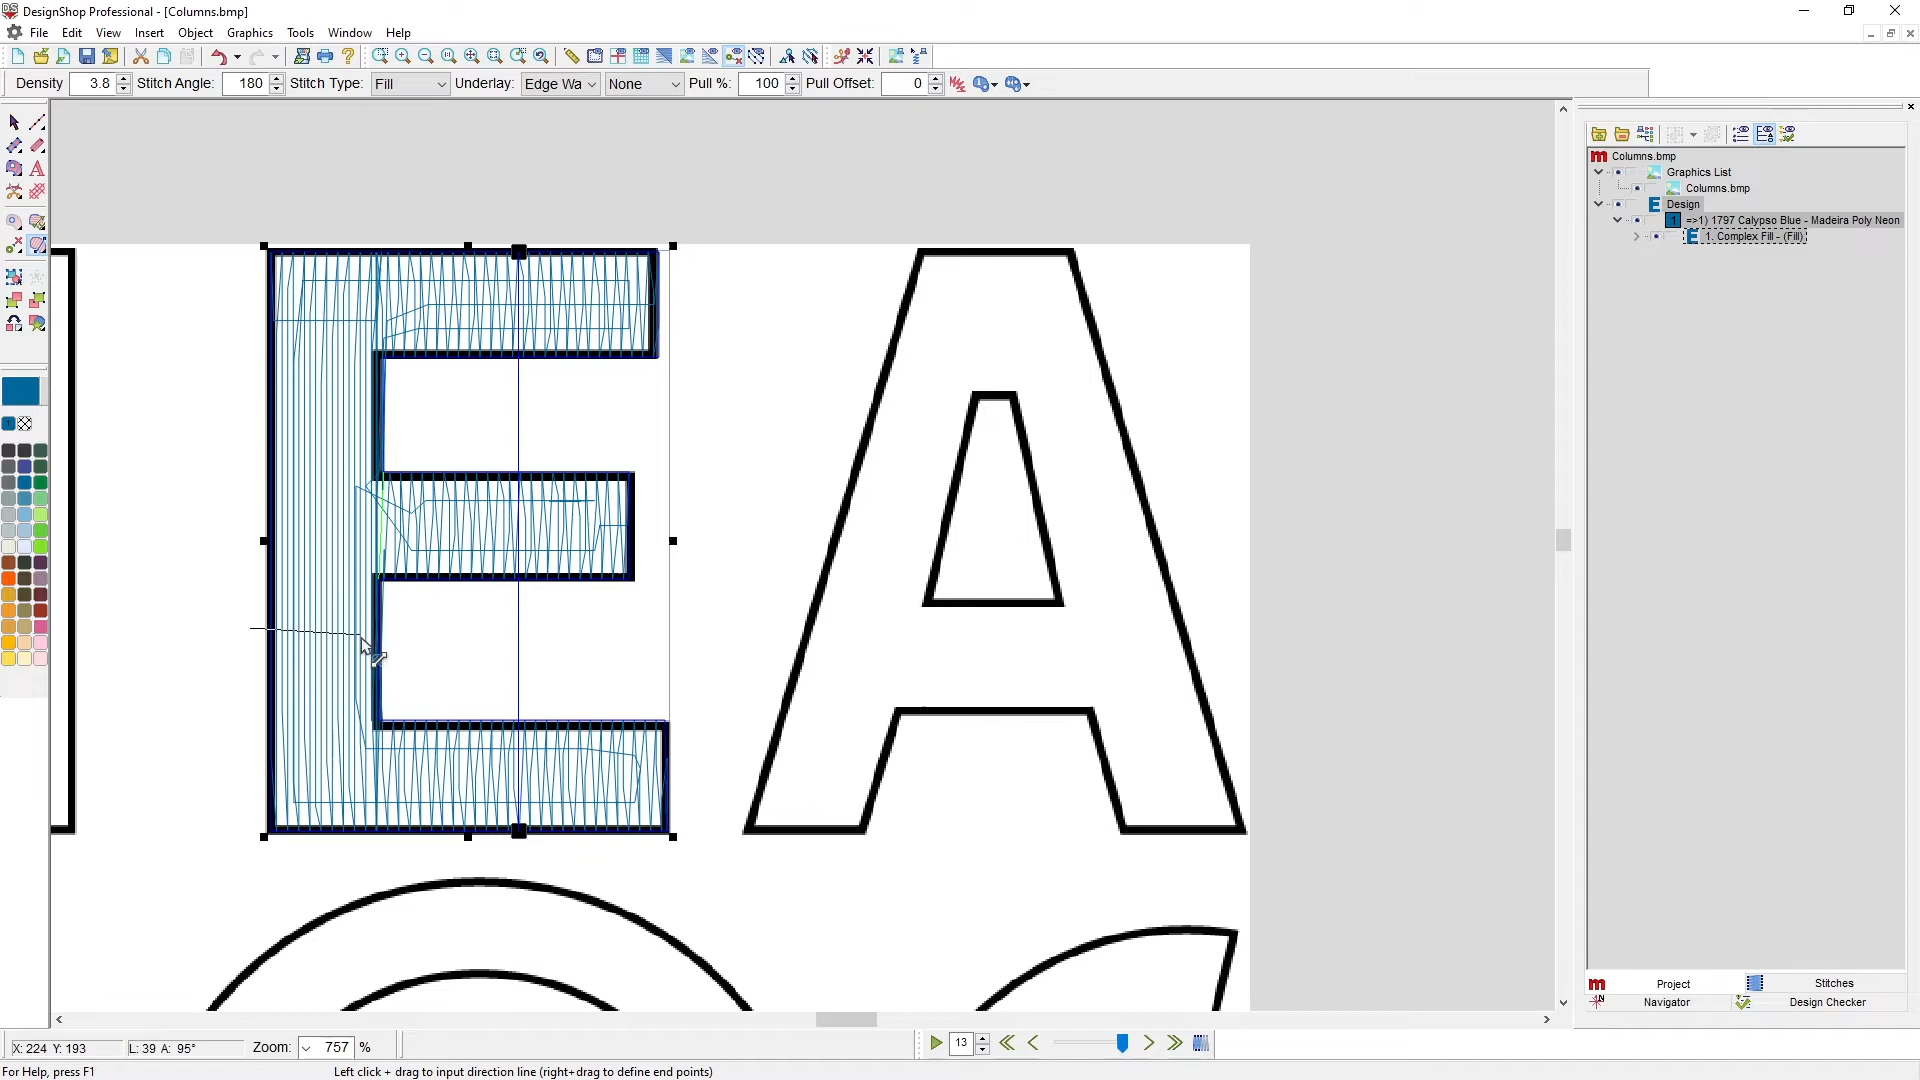 DesignShop Professional - [Columns.bmp]
File Edit View Insert Object Graphics Tools Window Help
Density 3.8 Stitch Angle: 180 Stitch Type: Fill Underlay: Edge Wa None Pull %: 100 Pull Offset: 0
Columns.bmp
Graphics List
Columns.bmp
Design
1 =>1) 1797 Calypso Blue - Madeira Poly Neon
1. Complex Fill - (Fill)
E A
Project Stitches
Navigator Design Checker
X: 224 Y: 193 L: 39 A: 95° Zoom: 757 % 13
For Help, press F1 Left click + drag to input direction line (right+drag to define end points)